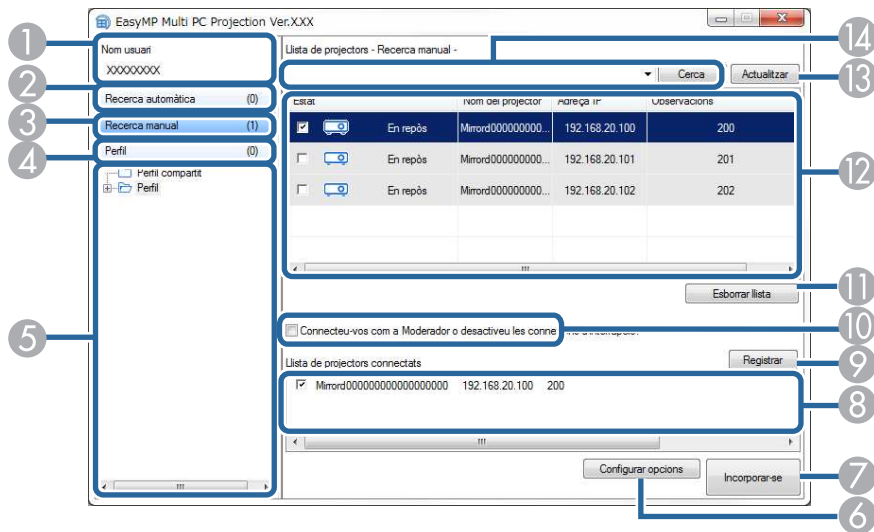 EasyMP Multi PC Projection Ver.X.XX
Nom usuari
XXXXXXXX
Recerca automàtica (0)
Recerca manual (1)
Perfil (0)
Perfil compartit
Perfil
Llista de projectors - Recerca manual -
Cerca
Actualitzar
Estat Nom del projector Adreça IP Observacions
En repòs Mirrord000000000... 192.168.20.100 200
En repòs Mirrord000000000... 192.168.20.101 201
En repòs Mirrord000000000... 192.168.20.102 202
Esborrar llista
Connecteu-vos com a Moderador o desactiveu les conne
Llista de projectors connectats
Registrar
Mirrord000000000000000000 192.168.20.100 200
Configurar opcions
Incorporar-se
1
2
3
4
5
6
7
8
9
10
11
12
13
14